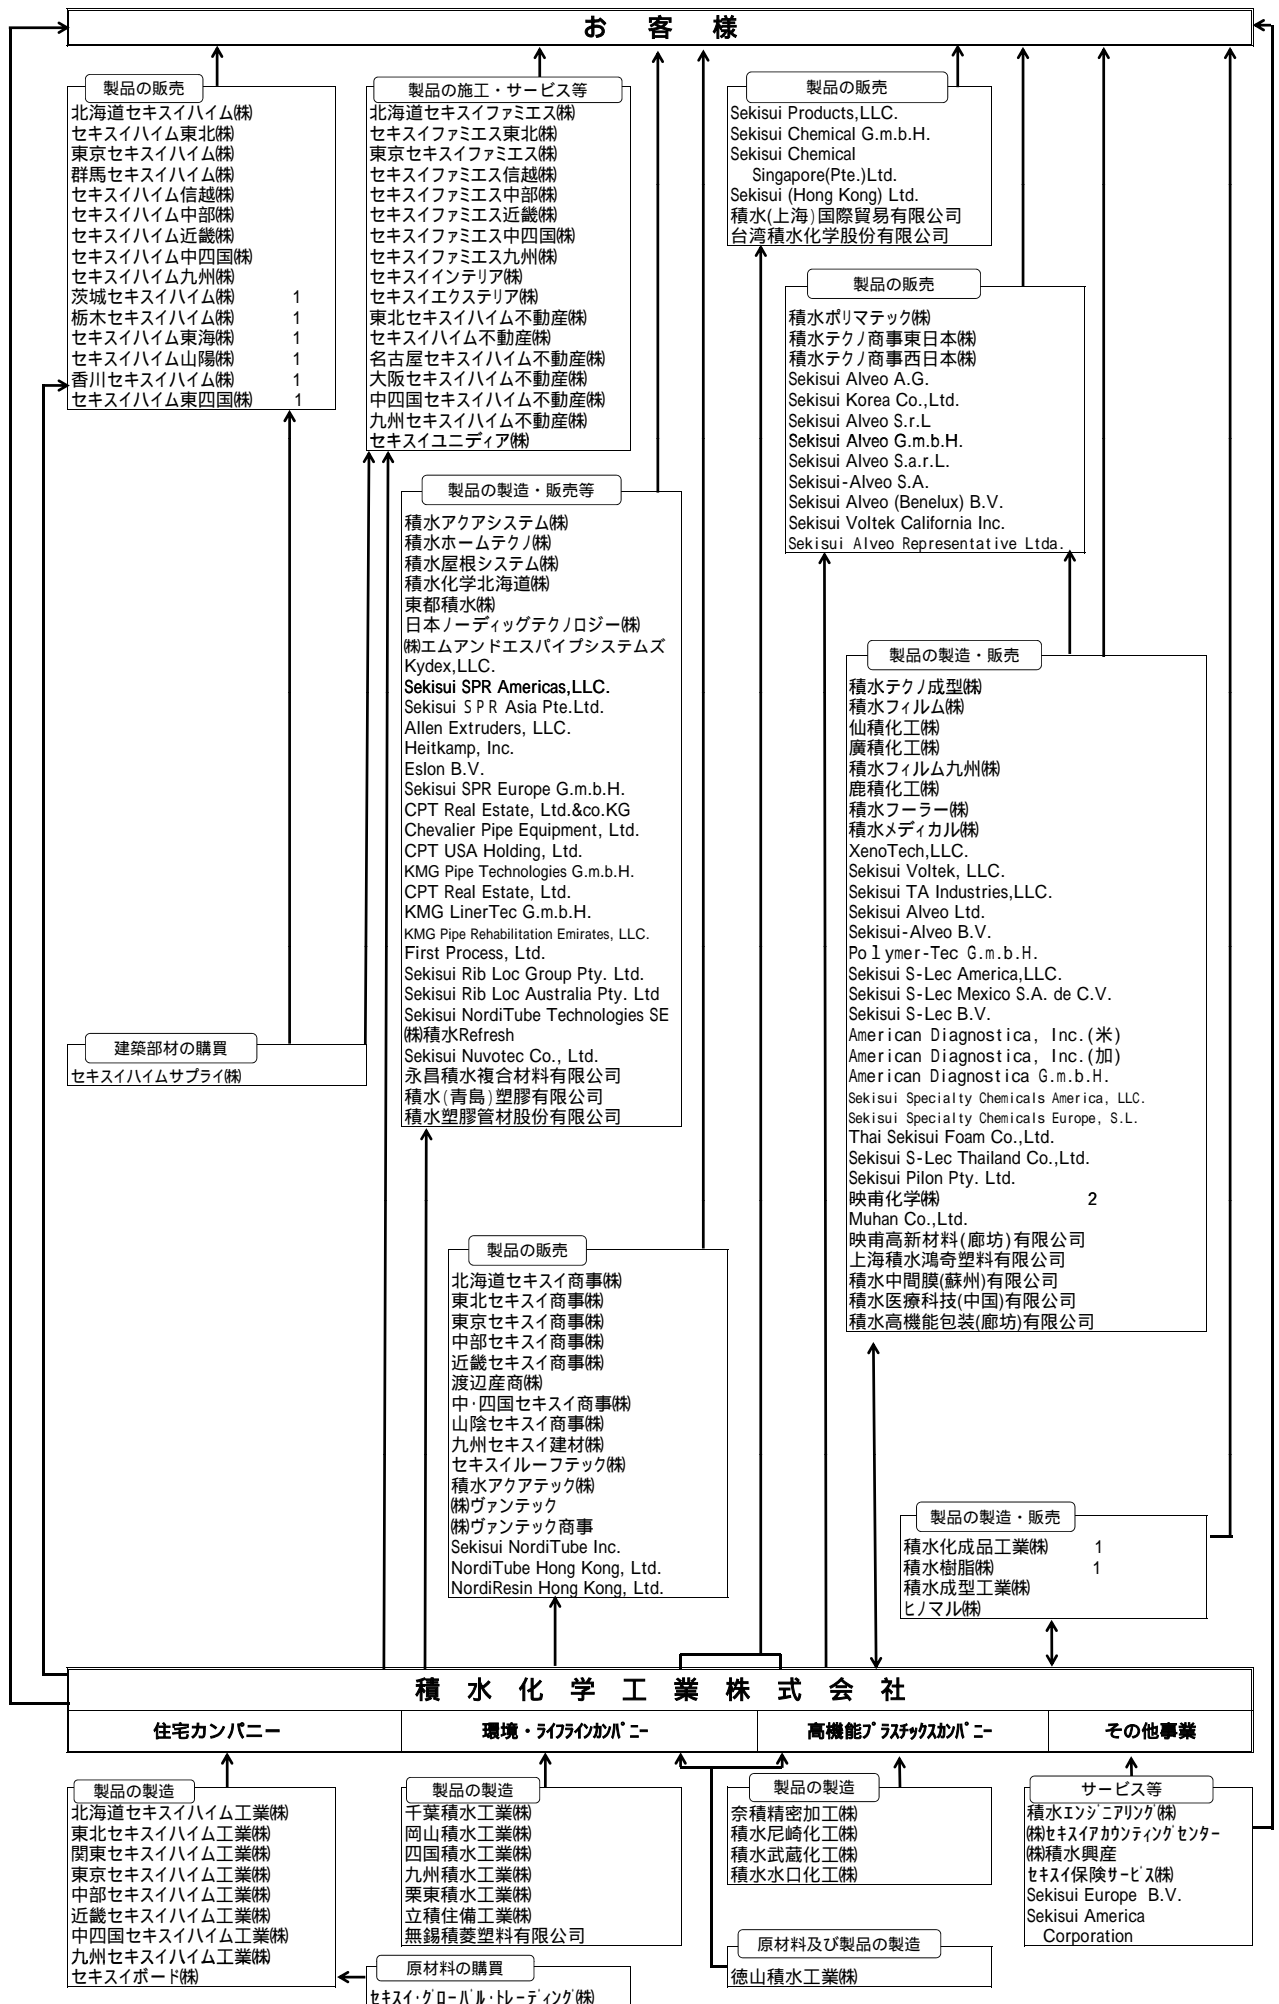 お客様
製品の販売
北海道セキスイハイム㈱
セキスイハイム東北㈱
東京セキスイハイム㈱
群馬セキスイハイム㈱
セキスイハイム信越㈱
セキスイハイム中部㈱
セキスイハイム近畿㈱
セキスイハイム中四国㈱
セキスイハイム九州㈱
茨城セキスイハイム㈱ 1
栃木セキスイハイム㈱ 1
セキスイハイム東海㈱ 1
セキスイハイム山陽㈱ 1
香川セキスイハイム㈱ 1
セキスイハイム東四国㈱ 1
製品の施工・サービス等
北海道セキスイファミエス㈱
セキスイファミエス東北㈱
東京セキスイファミエス㈱
セキスイファミエス信越㈱
セキスイファミエス中部㈱
セキスイファミエス近畿㈱
セキスイファミエス中四国㈱
セキスイファミエス九州㈱
セキスイインテリア㈱
セキスイエクステリア㈱
東北セキスイハイム不動産㈱
セキスイハイム不動産㈱
名古屋セキスイハイム不動産㈱
大阪セキスイハイム不動産㈱
中四国セキスイハイム不動産㈱
九州セキスイハイム不動産㈱
セキスイユニディア㈱
製品の販売
Sekisui Products,LLC.
Sekisui Chemical G.m.b.H.
Sekisui Chemical
Singapore(Pte.)Ltd.
Sekisui (Hong Kong) Ltd.
積水(上海)国際貿易有限公司
台湾積水化学股份有限公司
製品の販売
積水ポリマテック㈱
積水テクノ商事東日本㈱
積水テクノ商事西日本㈱
Sekisui Alveo A.G.
Sekisui Korea Co.,Ltd.
Sekisui Alveo S.r.L
Sekisui Alveo G.m.b.H.
Sekisui Alveo S.a.r.L.
Sekisui-Alveo S.A.
Sekisui Alveo (Benelux) B.V.
Sekisui Voltek California Inc.
Sekisui Alveo Representative Ltda.
製品の製造・販売等
積水アクアシステム㈱
積水ホームテクノ㈱
積水屋根システム㈱
積水化学北海道㈱
東都積水㈱
日本ノーディッグテクノロジー㈱
㈱エムアンドエスパイプシステムズ
Kydex,LLC.
Sekisui SPR Americas,LLC.
Sekisui SPR Asia Pte.Ltd.
Allen Extruders, LLC.
Heitkamp, Inc.
Eslon B.V.
Sekisui SPR Europe G.m.b.H.
CPT Real Estate, Ltd.&co.KG
Chevalier Pipe Equipment, Ltd.
CPT USA Holding, Ltd.
KMG Pipe Technologies G.m.b.H.
CPT Real Estate, Ltd.
KMG LinerTec G.m.b.H.
KMG Pipe Rehabilitation Emirates, LLC.
First Process, Ltd.
Sekisui Rib Loc Group Pty. Ltd.
Sekisui Rib Loc Australia Pty. Ltd
Sekisui NordiTube Technologies SE
㈱積水Refresh
Sekisui Nuvotec Co., Ltd.
永昌積水複合材料有限公司
積水(青島)塑膠有限公司
積水塑膠管材股份有限公司
建築部材の購買
セキスイハイムサプライ㈱
製品の製造・販売
積水テクノ成型㈱
積水フィルム㈱
仙積化工㈱
廣積化工㈱
積水フィルム九州㈱
鹿積化工㈱
積水フーラー㈱
積水メディカル㈱
XenoTech,LLC.
Sekisui Voltek, LLC.
Sekisui TA Industries,LLC.
Sekisui Alveo Ltd.
Sekisui-Alveo B.V.
Polymer-Tec G.m.b.H.
Sekisui S-Lec America,LLC.
Sekisui S-Lec Mexico S.A. de C.V.
Sekisui S-Lec B.V.
American Diagnostica, Inc.(米)
American Diagnostica, Inc.(加)
American Diagnostica G.m.b.H.
Sekisui Specialty Chemicals America, LLC.
Sekisui Specialty Chemicals Europe, S.L.
Thai Sekisui Foam Co.,Ltd.
Sekisui S-Lec Thailand Co.,Ltd.
Sekisui Pilon Pty. Ltd.
映甫化学㈱ 2
Muhan Co.,Ltd.
映甫高新材料(廊坊)有限公司
上海積水鴻奇塑料有限公司
積水中間膜(蘇州)有限公司
積水医療科技(中国)有限公司
積水高機能包装(廊坊)有限公司
製品の販売
北海道セキスイ商事㈱
東北セキスイ商事㈱
東京セキスイ商事㈱
中部セキスイ商事㈱
近畿セキスイ商事㈱
渡辺産商㈱
中・四国セキスイ商事㈱
山陰セキスイ商事㈱
九州セキスイ建材㈱
セキスイルーフテック㈱
積水アクアテック㈱
㈱ヴァンテック
㈱ヴァンテック商事
Sekisui NordiTube Inc.
NordiTube Hong Kong, Ltd.
NordiResin Hong Kong, Ltd.
製品の製造・販売
積水化成品工業㈱ 1
積水樹脂㈱ 1
積水成型工業㈱
ヒノマル㈱
積水化学工業株式会社
住宅カンパニー
環境・ライフラインカンパニー
高機能プラスチックスカンパニー
その他事業
製品の製造
北海道セキスイハイム工業㈱
東北セキスイハイム工業㈱
関東セキスイハイム工業㈱
東京セキスイハイム工業㈱
中部セキスイハイム工業㈱
近畿セキスイハイム工業㈱
中四国セキスイハイム工業㈱
九州セキスイハイム工業㈱
セキスイボード㈱
製品の製造
千葉積水工業㈱
岡山積水工業㈱
四国積水工業㈱
九州積水工業㈱
栗東積水工業㈱
立積住備工業㈱
無錫積菱塑料有限公司
原材料の購買
セキスイ・グローバル・トレーディング㈱
製品の製造
奈積精密加工㈱
積水尼崎化工㈱
積水武蔵化工㈱
積水水口化工㈱
原材料及び製品の製造
徳山積水工業㈱
サービス等
積水エンジニアリング㈱
㈱セキスイアカウンティングセンター
㈱積水興産
セキスイ保険サービス㈱
Sekisui Europe B.V.
Sekisui America
Corporation